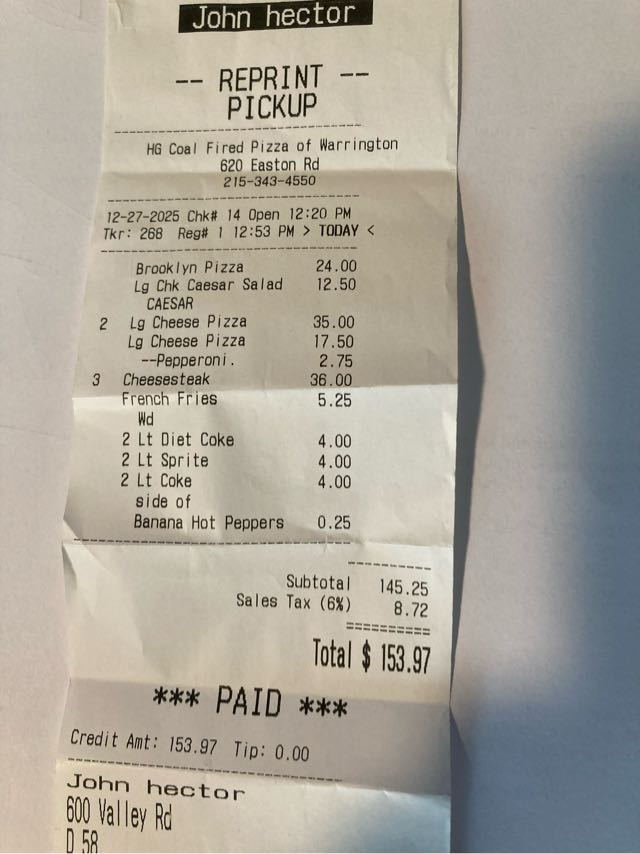 John hector
-- REPRINT --
PICKUP
HG Coal Fired Pizza of Warrington
620 Easton Rd
215-343-4550
12-27-2025 Chk# 14 Open 12:20 PM
Tkr: 268 Reg# 1 12:53 PM > TODAY <
Brooklyn Pizza 24.00
Lg Chk Caesar Salad 12.50
CAESAR
2 Lg Cheese Pizza 35.00
Lg Cheese Pizza 17.50
--Pepperoni. 2.75
3 Cheesesteak 36.00
French Fries 5.25
Wd
2 Lt Diet Coke 4.00
2 Lt Sprite 4.00
2 Lt Coke 4.00
side of
Banana Hot Peppers 0.25
Subtotal 145.25
Sales Tax (6%) 8.72
Total $ 153.97
*** PAID ***
Credit Amt: 153.97 Tip: 0.00
John hector
600 Valley Rd
D 58